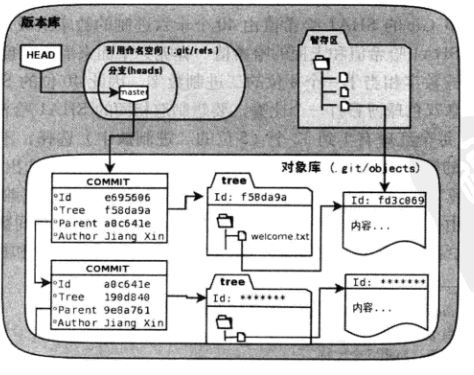 版本库
HEAD
引用命名空间 (.git/refs)
分支(heads)
master
暂存区
对象库 (.git/objects)
COMMIT
Id e695606
Tree f58da9a
Parent a0c641e
Author Jiang Xin
tree
Id: f58da9a
welcome.txt
Id: fd3c069
内容...
COMMIT
Id a0c641e
Tree 190d840
Parent 9e8a761
Author Jiang Xin
tree
Id: *******
Id: *******
内容...